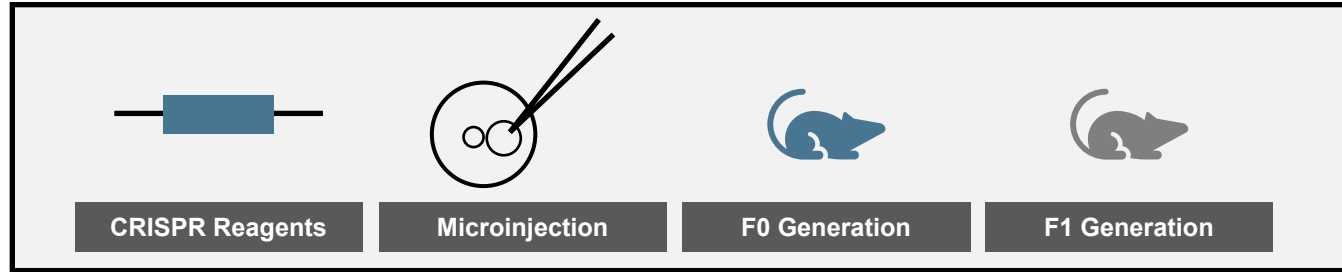 CRISPR Reagents
Microinjection
F0 Generation
F1 Generation